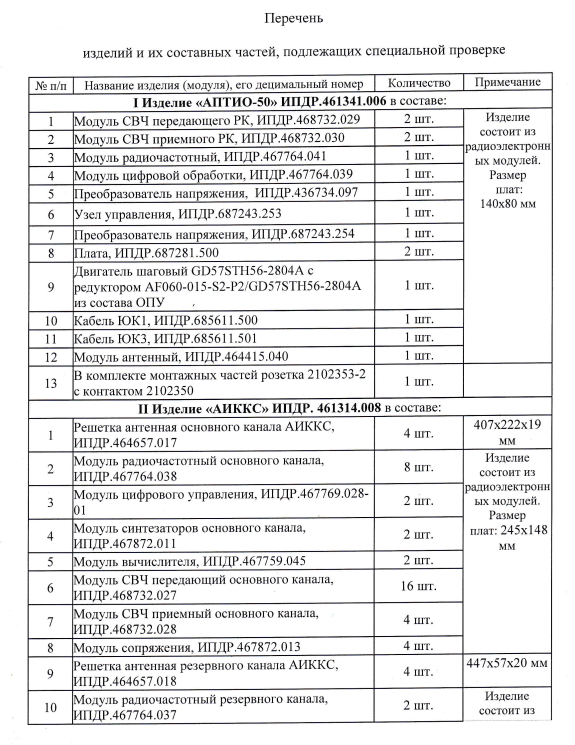 Перечень
изделий и их составных частей, подлежащих специальной проверке
№ п/п Название изделия (модуля), его децимальный номер Количество Примечание
I Изделие «АПТИО-50» ИПДР.461341.006 в составе:
1 Модуль СВЧ передающего РК, ИПДР.468732.029 2 шт. Изделие
состоит из
радиоэлектронн
ых модулей.
Размер
плат:
140х80 мм
2 Модуль СВЧ приемного РК, ИПДР.468732.030 2 шт.
3 Модуль радиочастотный, ИПДР.467764.041 1 шт.
4 Модуль цифровой обработки, ИПДР.467764.039 1 шт.
5 Преобразователь напряжения, ИПДР.436734.097 1 шт.
6 Узел управления, ИПДР.687243.253 1 шт.
7 Преобразователь напряжения, ИПДР.687243.254 1 шт.
8 Плата, ИПДР.687281.500 2 шт.
9 Двигатель шаговый GD57STH56-2804A с
редуктором AF060-015-S2-P2/GD57STH56-2804A
из состава ОПУ 1 шт.
10 Кабель ЮК1, ИПДР.685611.500 1 шт.
11 Кабель ЮК3, ИПДР.685611.501 1 шт.
12 Модуль антенный, ИПДР.464415.040 1 шт.
13 В комплекте монтажных частей розетка 2102353-2
с контактом 2102350 1 шт.
II Изделие «АИККС» ИПДР. 461314.008 в составе:
1 Решетка антенная основного канала АИККС,
ИПДР.464657.017 4 шт. 407х222х19
мм
2 Модуль радиочастотный основного канала,
ИПДР.467764.038 8 шт. Изделие
состоит из
радиоэлектронн
ых модулей.
Размер
плат: 245х148
мм
3 Модуль цифрового управления, ИПДР.467769.028-
01 2 шт.
4 Модуль синтезаторов основного канала,
ИПДР.467872.011 2 шт.
5 Модуль вычислителя, ИПДР.467759.045 2 шт.
6 Модуль СВЧ передающий основного канала,
ИПДР.468732.027 16 шт.
7 Модуль СВЧ приемный основного канала,
ИПДР.468732.028 4 шт.
8 Модуль сопряжения, ИПДР.467872.013 4 шт.
9 Решетка антенная резервного канала АИККС,
ИПДР.464657.018 4 шт. 447х57х20 мм
10 Модуль радиочастотный резервного канала,
ИПДР.467764.037 2 шт. Изделие
состоит из